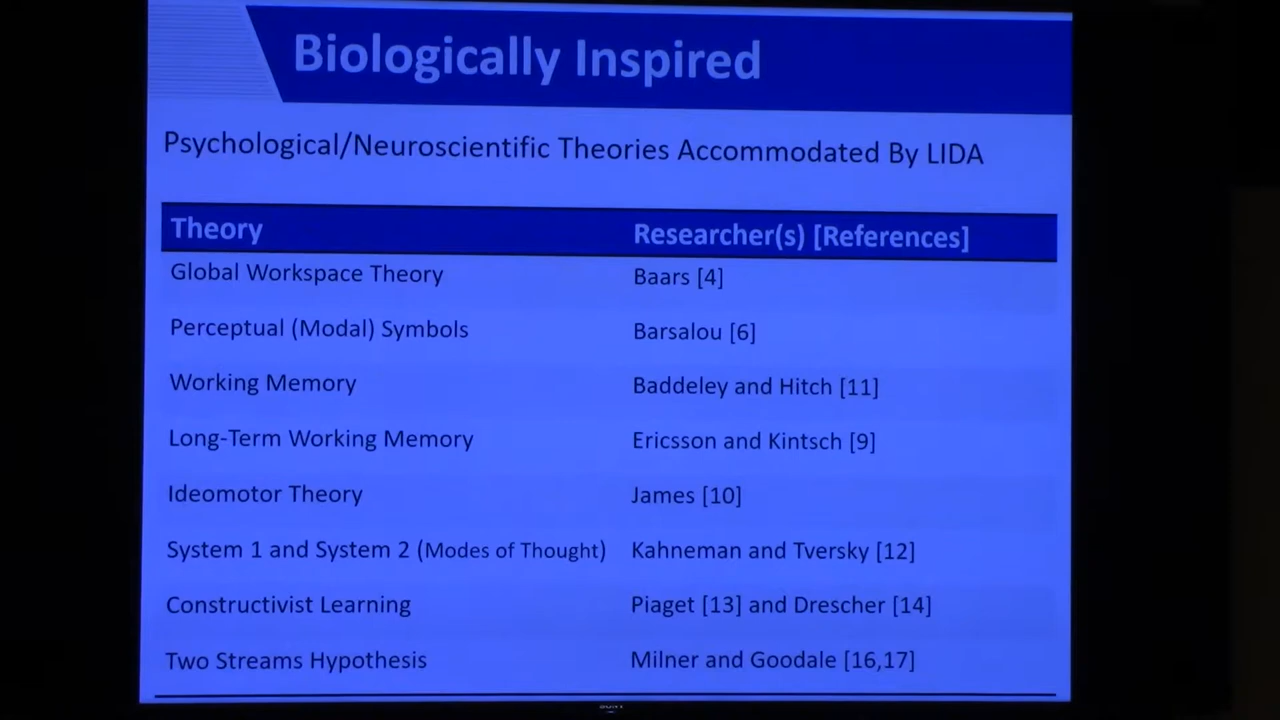 Biologically Inspired
Psychological/Neuroscientific Theories Accommodated By LIDA
Theory Researcher(s) [References]
Global Workspace Theory Baars [4]
Perceptual (Modal) Symbols Barsalou [6]
Working Memory Baddeley and Hitch [11]
Long-Term Working Memory Ericsson and Kintsch [9]
Ideomotor Theory James [10]
System 1 and System 2 (Modes of Thought) Kahneman and Tversky [12]
Constructivist Learning Piaget [13] and Drescher [14]
Two Streams Hypothesis Milner and Goodale [16,17]
SONY